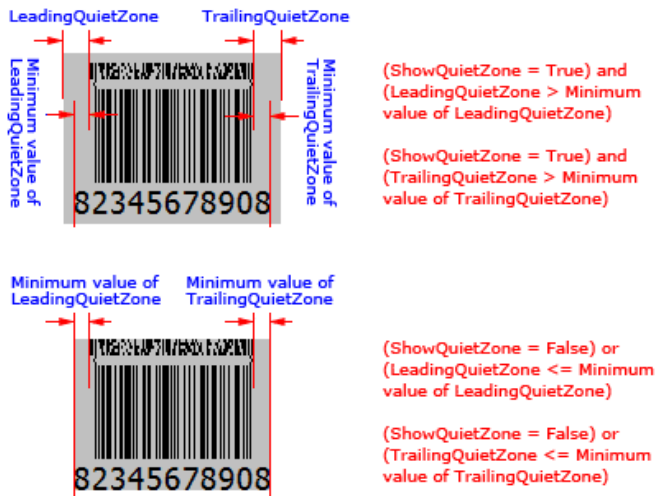 LeadingQuietZone
TrailingQuietZone
Minimum value of
LeadingQuietZone
Minimum value of
TrailingQuietZone
82345678908
(ShowQuietZone = True) and
(LeadingQuietZone > Minimum
value of LeadingQuietZone)
(ShowQuietZone = True) and
(TrailingQuietZone > Minimum
value of TrailingQuietZone)
Minimum value of
LeadingQuietZone
Minimum value of
TrailingQuietZone
82345678908
(ShowQuietZone = False) or
(LeadingQuietZone <= Minimum
value of LeadingQuietZone)
(ShowQuietZone = False) or
(TrailingQuietZone <= Minimum
value of TrailingQuietZone)